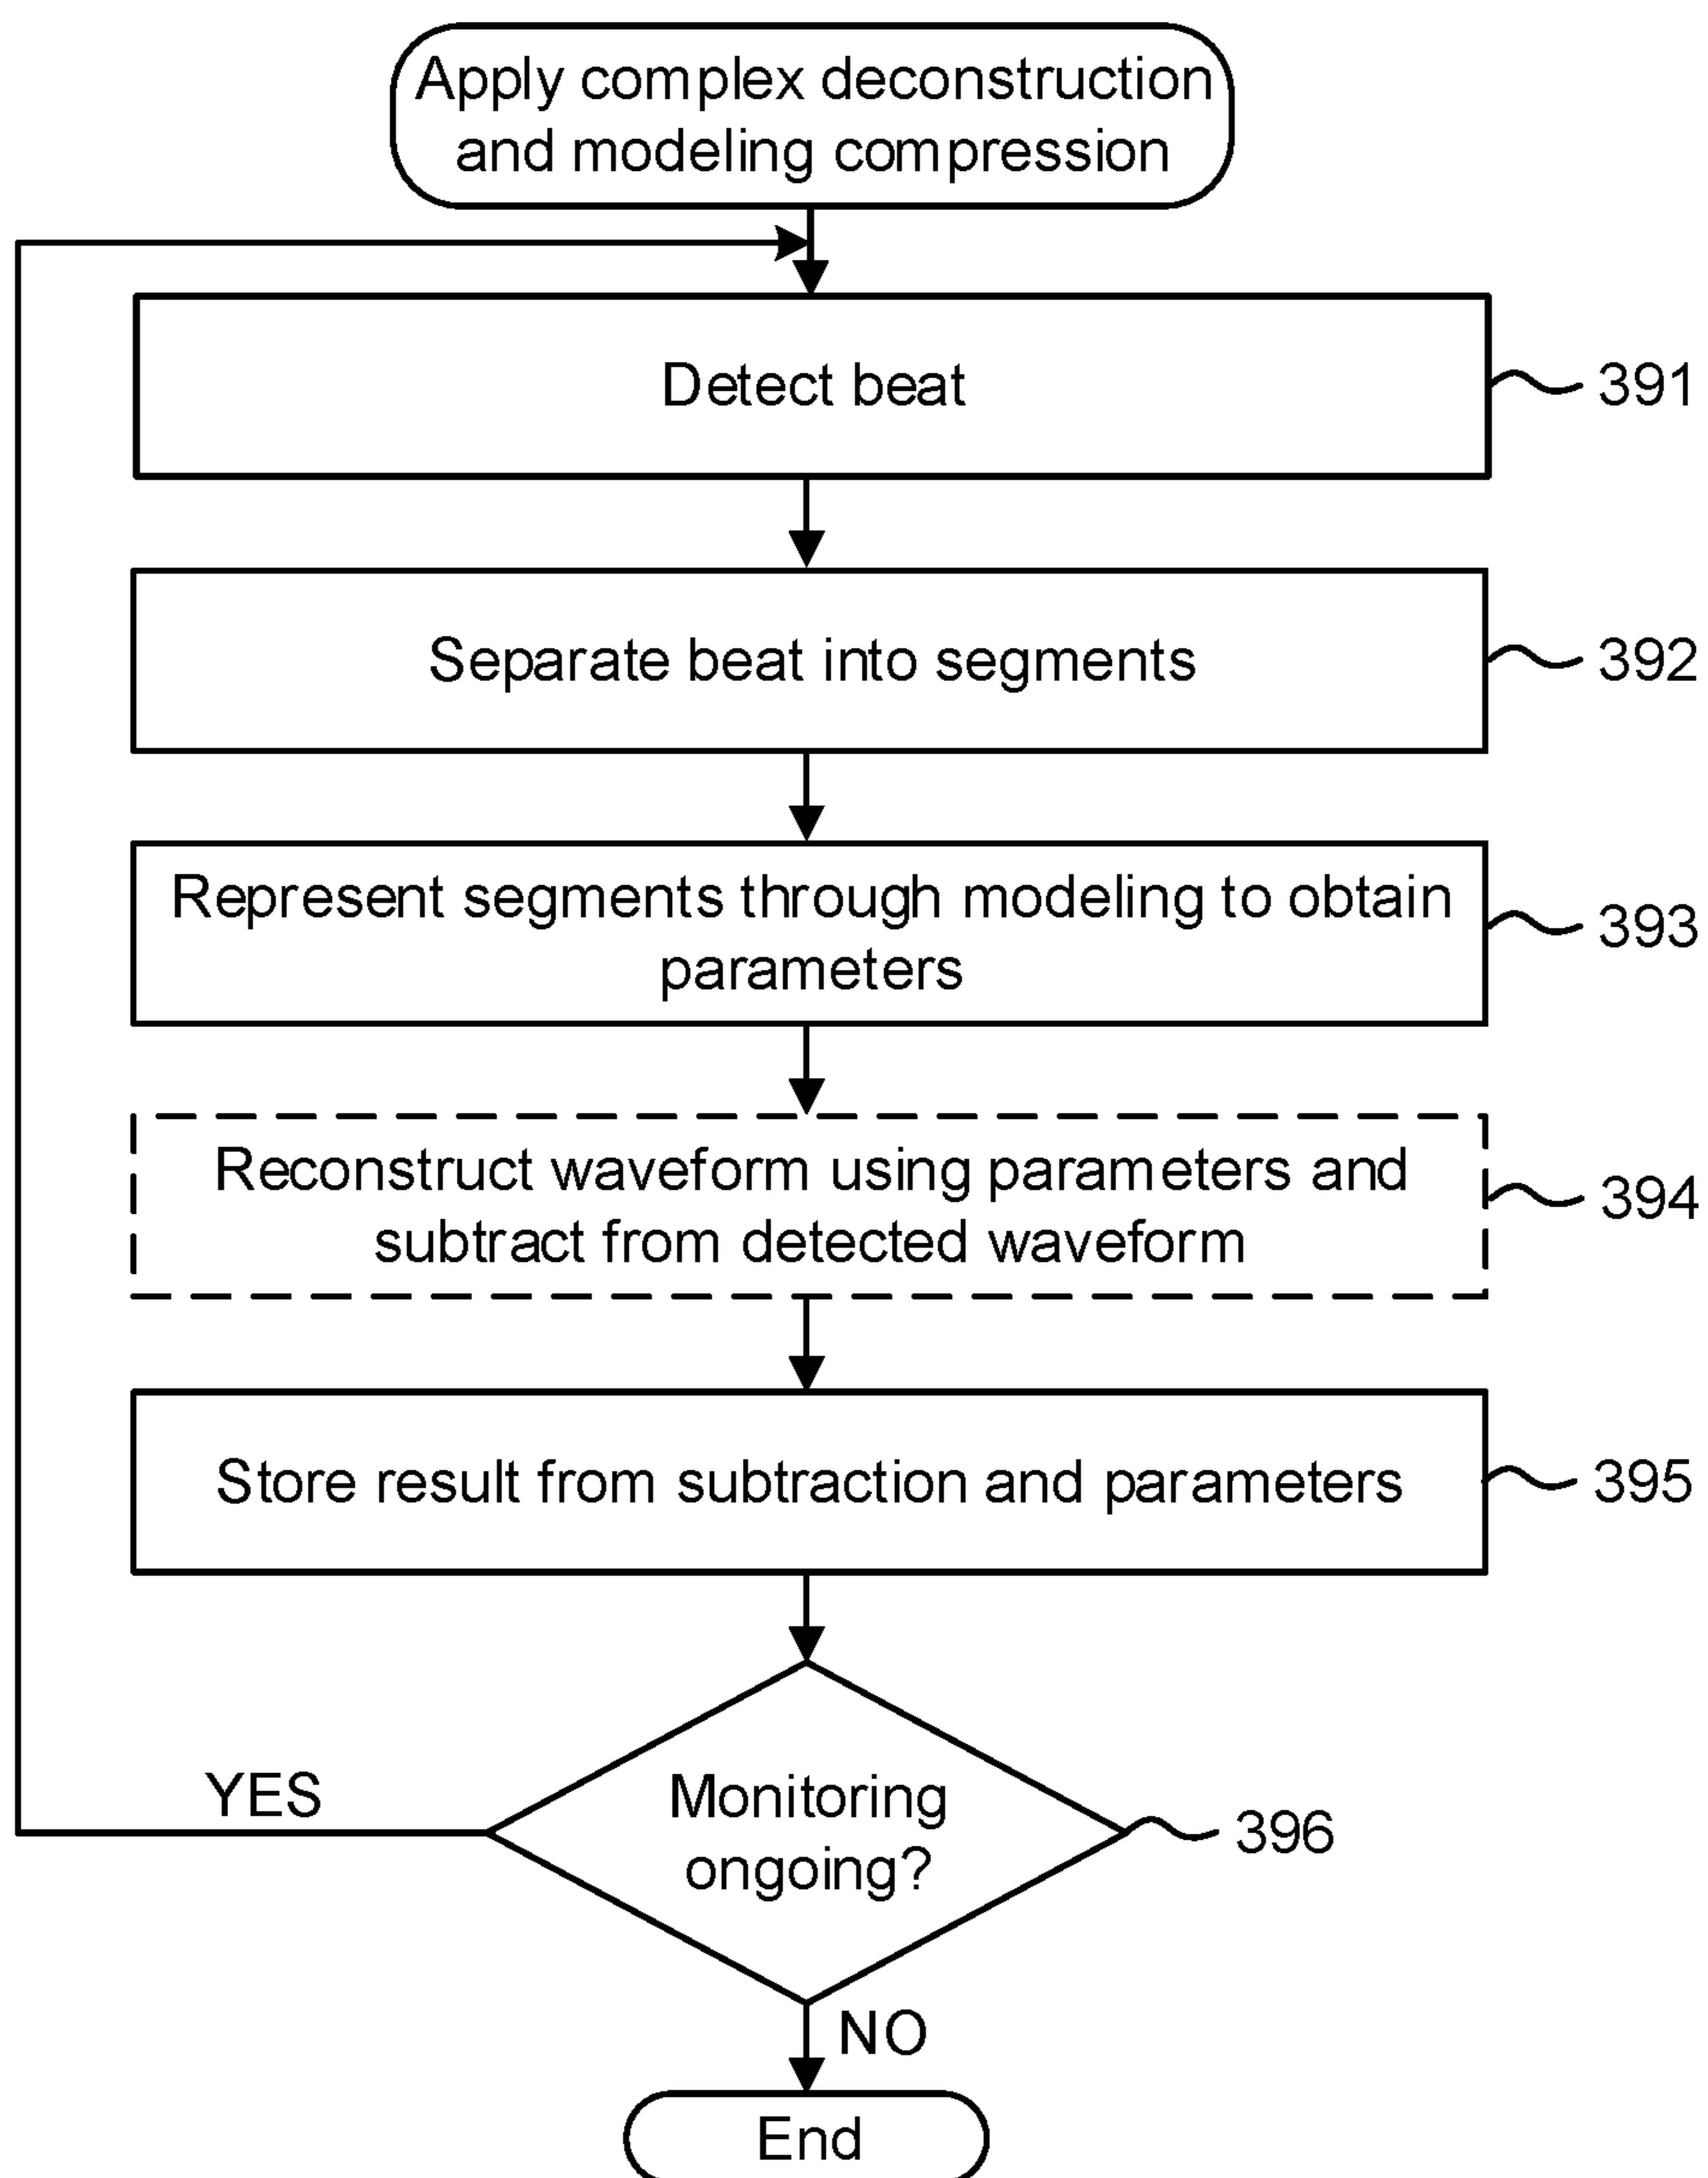 Apply complex deconstruction
and modeling compression
Detect beat
391
Separate beat into segments
392
Represent segments through modeling to obtain
parameters
393
Reconstruct waveform using parameters and
subtract from detected waveform
394
Store result from subtraction and parameters
395
Monitoring
ongoing?
396
YES
NO
End